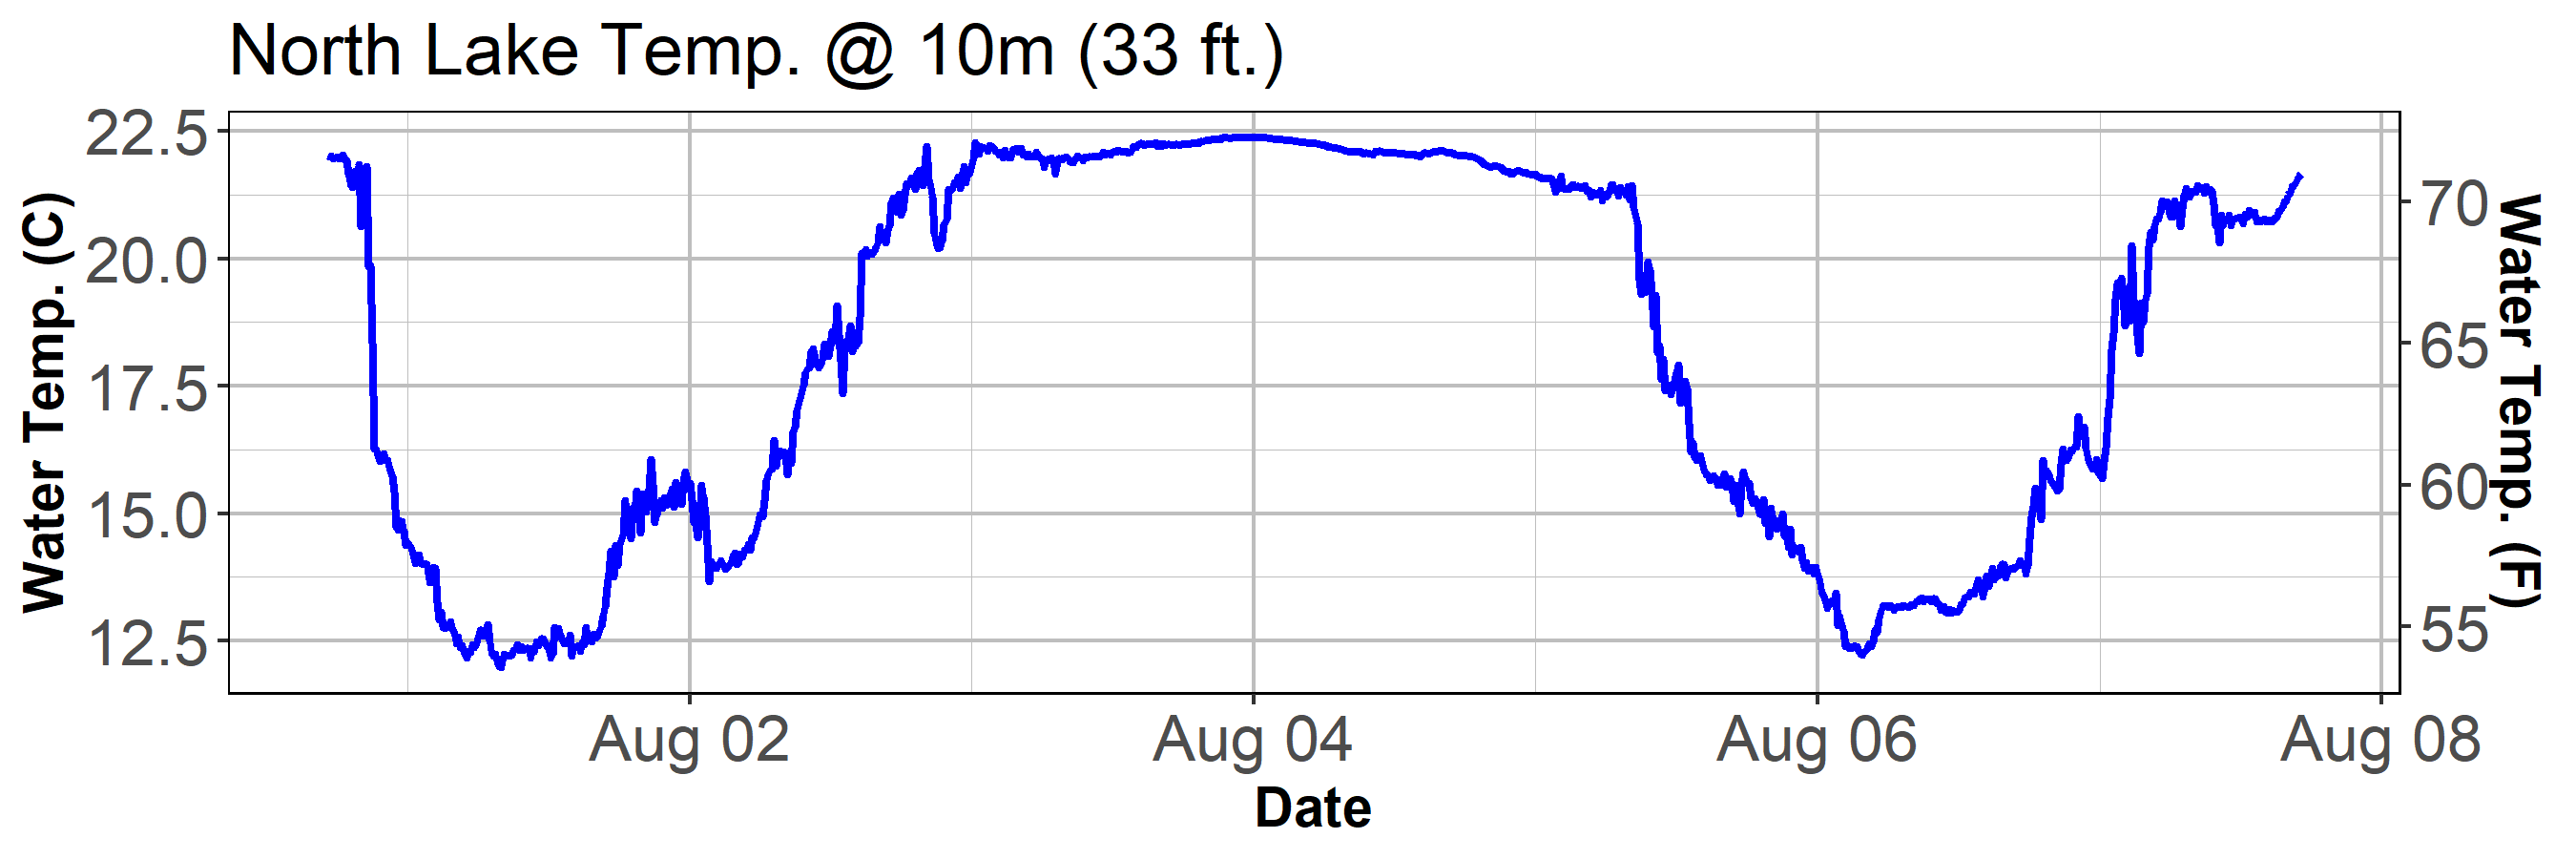 North Lake Temp. @ 10m (33 ft.)
Water Temp. (C)
22.5
20.0
17.5
15.0
12.5
70
65
60
55
Water Temp. (F)
Aug 02
Aug 04
Aug 06
Aug 08
Date